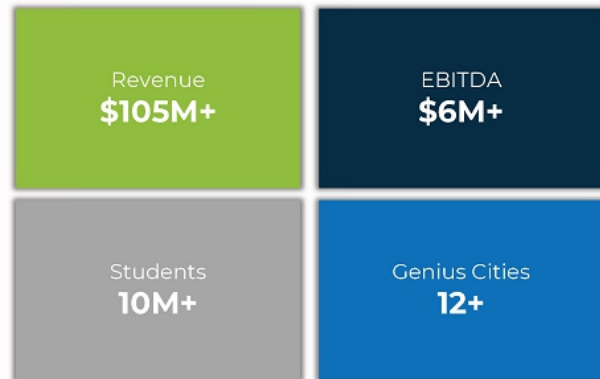 Revenue
$105M+
EBITDA
$6M+
Students
10M+
Genius Cities
12+